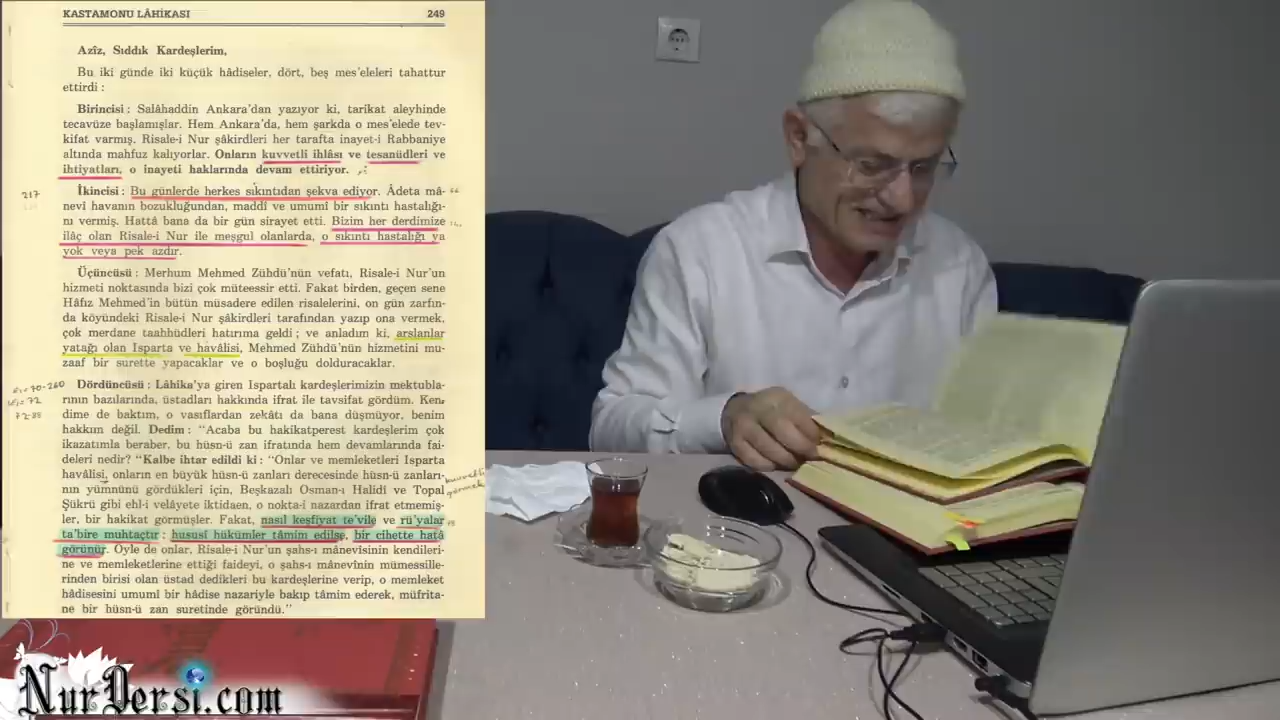 KASTAMONU LÂHİKASI 249
Azîz, Sıddık Kardeşlerim,
Bu iki günde iki küçük hâdiseler, dört, beş mes'eleleri tahattur
ettirdi :
Birincisi : Salâhaddin Ankara'dan yazıyor ki, tarikat aleyhinde
tecavüze başlamışlar. Hem Ankara'da, hem şarkda o mes'elede tev-
kifat varmış. Risale-i Nur şâkirdleri her tarafta inayet-i Rabbaniye
altında mahfuz kalıyorlar. Onların kuvvetli ihlâsı ve tesanüdleri ve
ihtiyatları, o inayeti haklarında devam ettiriyor.
217
İkincisi : Bu günlerde herkes sıkıntıdan şekva ediyor. Âdeta mâ-
nevî havanın bozukluğundan, maddî ve umumî bir sıkıntı hastalığı-
nı vermiş. Hattâ bana da bir gün sirayet etti. Bizim her derdimize
ilâç olan Risale-i Nur ile meşgul olanlarda, o sıkıntı hastalığı ya
yok veya pek azdır.
Üçüncüsü : Merhum Mehmed Zühdü'nün vefatı, Risale-i Nur'un
hizmeti noktasında bizi çok müteessir etti. Fakat birden, geçen sene
Hâfız Mehmed'in bütün müsadere edilen risalelerini, on gün zarfın-
da köyündeki Risale-i Nur şâkirdleri tarafından yazıp ona vermek,
çok merdane taahhüdleri hatırıma geldi ; ve anladım ki, arslanlar
yatağı olan Isparta ve havâlisi, Mehmed Zühdü'nün hizmetini mu-
zaaf bir surette yapacaklar ve o boşluğu dolduracaklar.
Dördüncüsü : Lâhika'ya giren Ispartalı kardeşlerimizin mektubla-
rının bazılarında, üstadları hakkında ifrat ile tavsifat gördüm. Ken-
dime de baktım, o vasıflardan zekâtı da bana düşmüyor, benim
hakkım değil. Dedim : "Acaba bu hakikatperest kardeşlerim çok
ikazatımla beraber, bu hüsn-ü zan ifratında hem devamlarında fai-
deleri nedir? "Kalbe ihtar edildi ki : "Onlar ve memleketleri Isparta
havâlisi, onların en büyük hüsn-ü zanları derecesinde hüsn-ü zanları-
nın yümnünü gördükleri için, Beşkazalı Osman-ı Halidî ve Topal
Şükrü gibi ehl-i velâyete iktidaen, o nokta-i nazardan ifrat etmemiş-
ler, bir hakikat görmüşler. Fakat, nasıl keşfiyat te'vile ve rü'yalar
ta'bire muhtaçtır ; hususî hükümler tâmim edilse, bir cihette hatâ
görünür. Öyle de onlar, Risale-i Nur'un şahs-ı mânevîsinin kendileri-
ne ve memleketlerine ettiği faideyi, o şahs-ı mânevînin mümessille-
rinden birisi olan üstad dedikleri bu kardeşlerine verip, o memleket
hâdisesini umumî bir hâdise nazariyle bakıp tâmim ederek, müfrita-
ne bir hüsn-ü zan suretinde göründü."
NurDersi.com